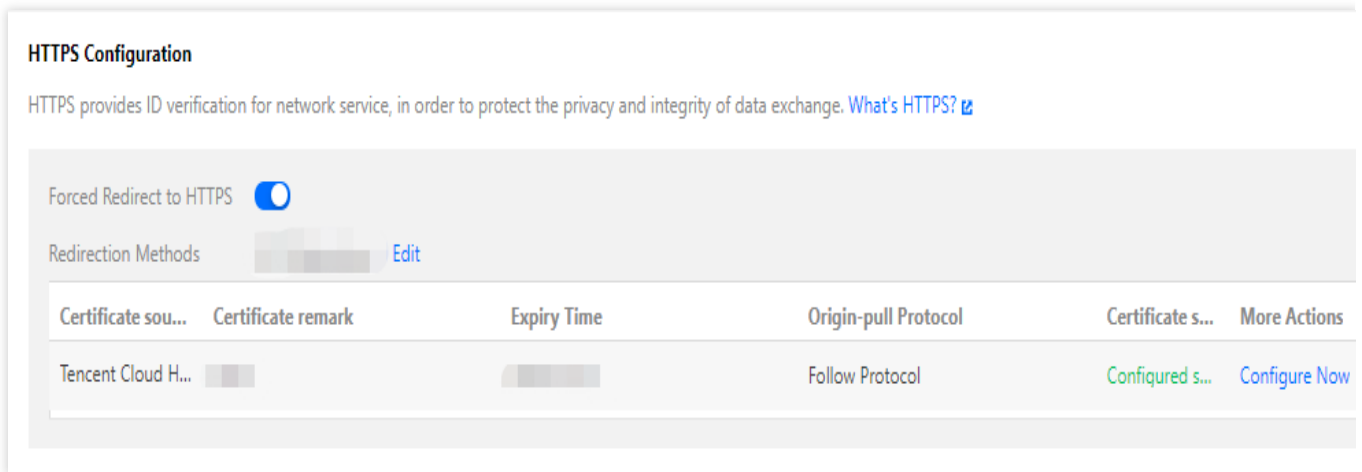 HTTPS Configuration
HTTPS provides ID verification for network service, in order to protect the privacy and integrity of data exchange. What's HTTPS?
Forced Redirect to HTTPS
Redirection Methods Edit
Certificate sou... Certificate remark Expiry Time Origin-pull Protocol Certificate s... More Actions
Tencent Cloud H... Follow Protocol Configured s... Configure Now